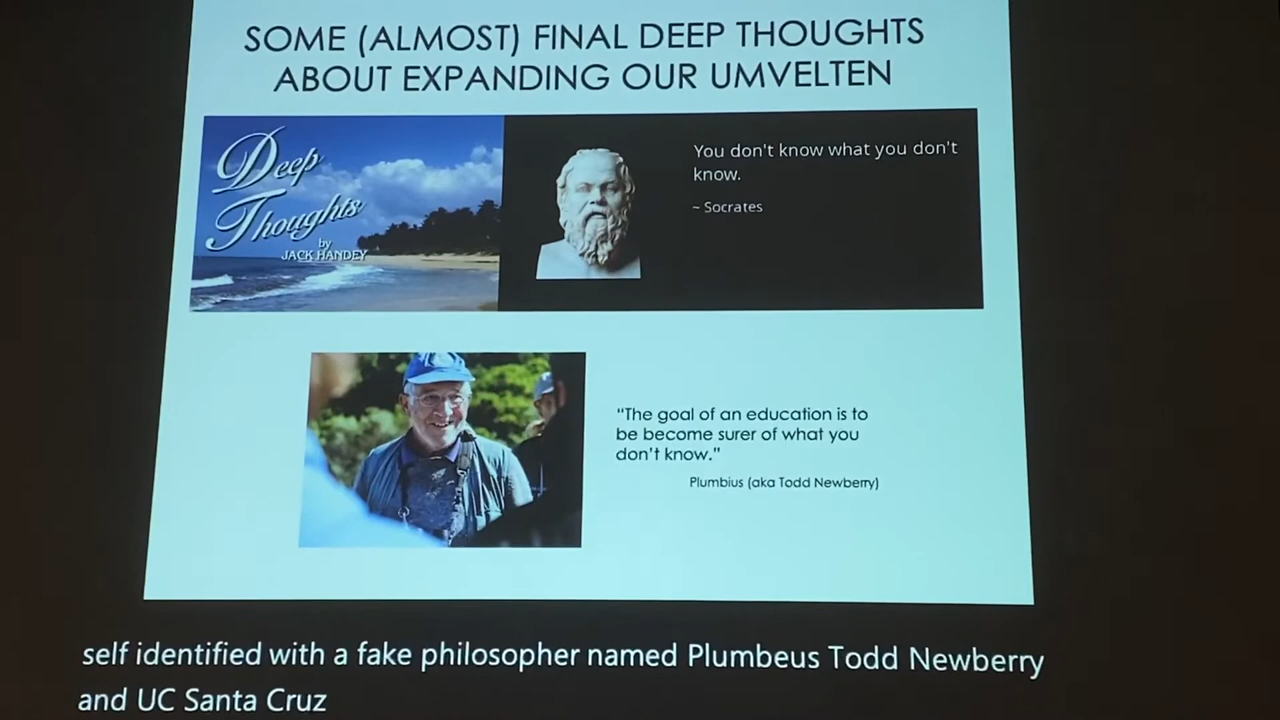 SOME (ALMOST) FINAL DEEP THOUGHTS
ABOUT EXPANDING OUR UMVELTEN
Deep
Thoughts
by
JACK HANDEY
You don't know what you don't
know.
~ Socrates
"The goal of an education is to
be become surer of what you
don't know."
Plumbius (aka Todd Newberry)
self identified with a fake philosopher named Plumbeus Todd Newberry
and UC Santa Cruz